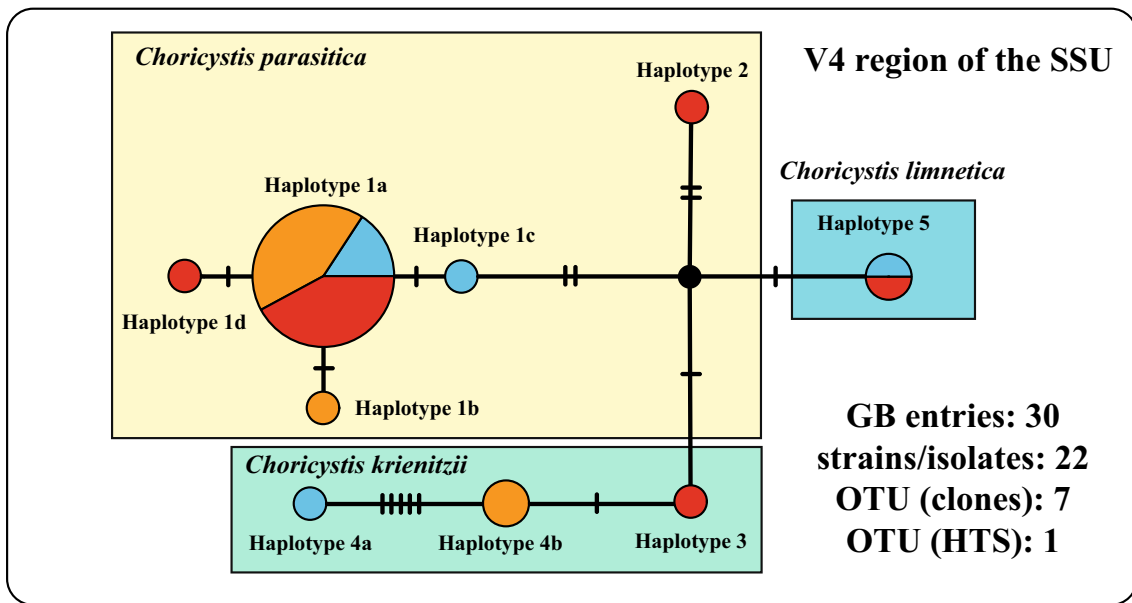 Choricystis parasitica
V4 region of the SSU
Haplotype 2
Choricystis limnetica
Haplotype 1a
Haplotype 5
Haplotype 1c
Haplotype 1d
Haplotype 1b
GB entries: 30
strains/isolates: 22
OTU (clones): 7
OTU (HTS): 1
Choricystis krienitzii
Haplotype 4a
Haplotype 4b
Haplotype 3